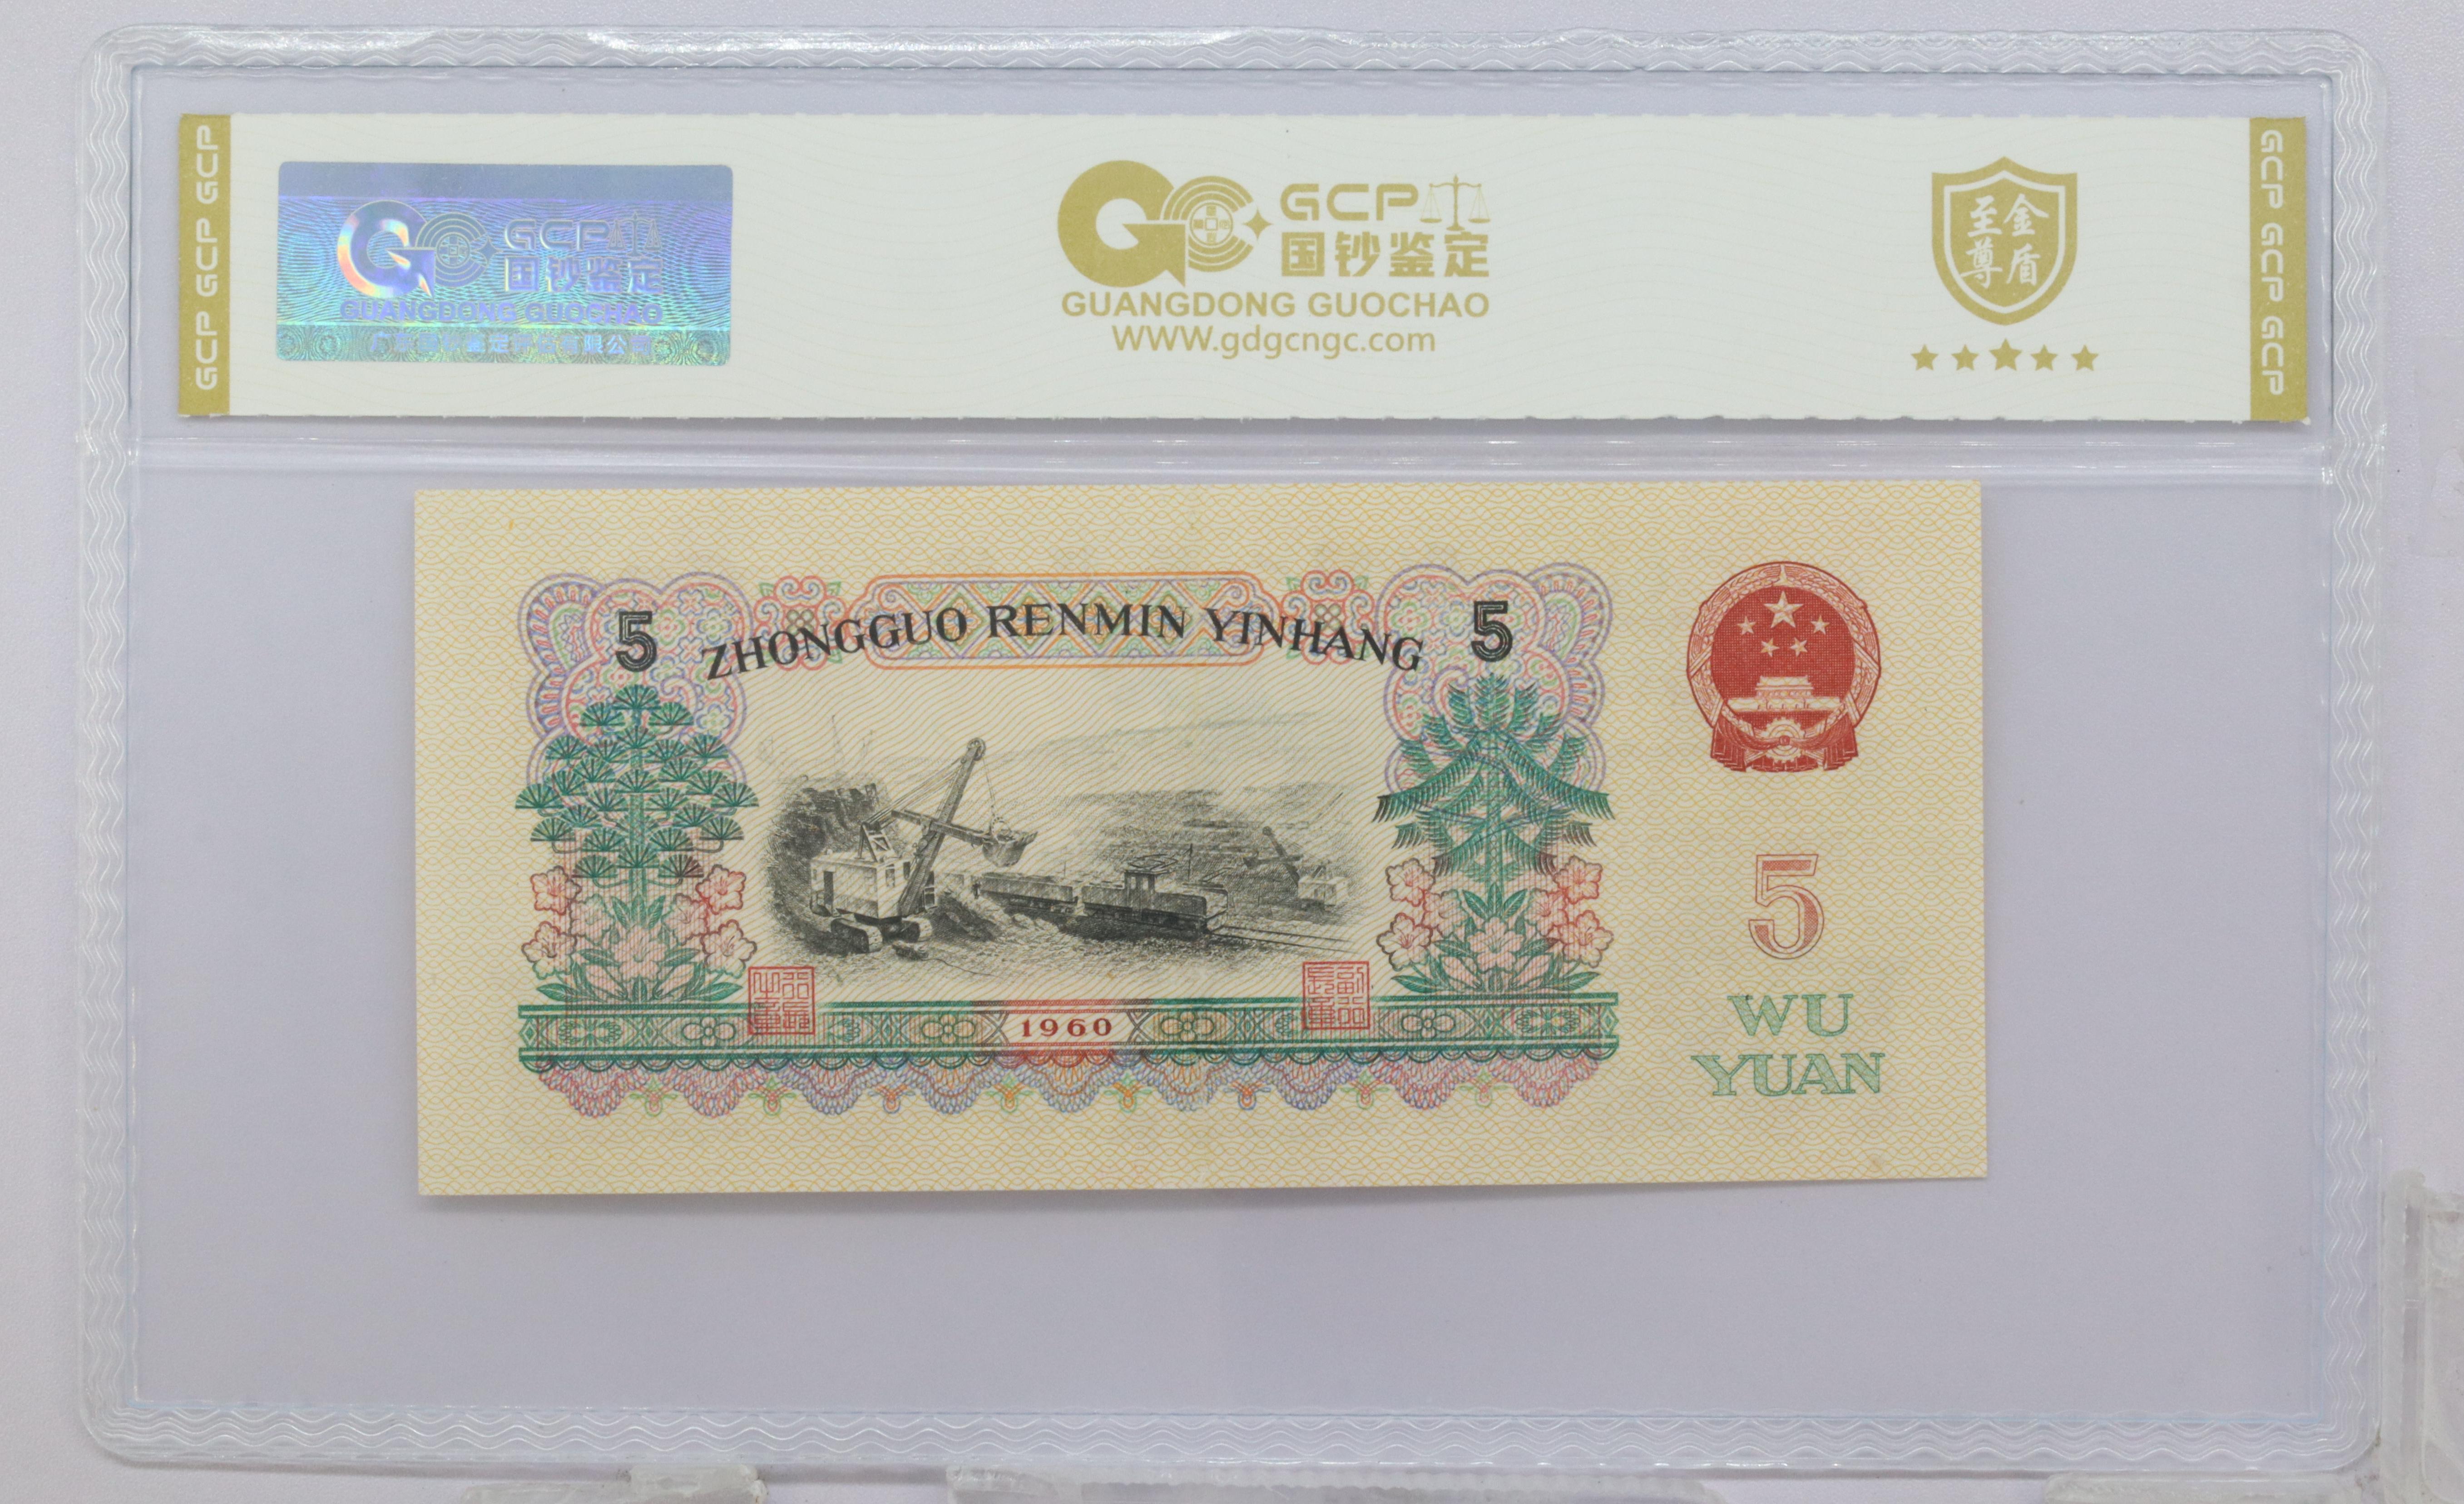 GCP GCP GCP
GCP
国钞鉴定
GUANGDONG GUOCHAO
GCP
国钞鉴定
GUANGDONG GUOCHAO
WWW.gdgcngc.com
至尊
金盾
GCP GCP GCP
5
ZHONGGUO RENMIN YINHANG
5
5
WU
YUAN
1960